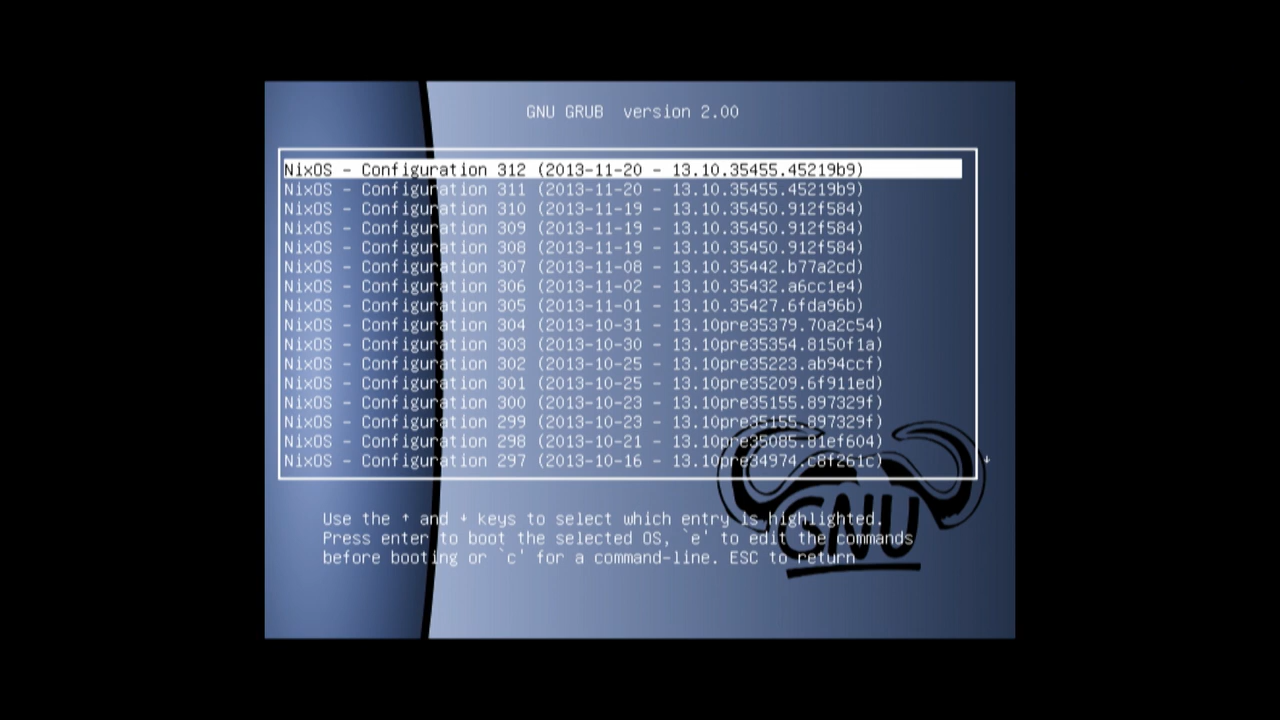 GNU GRUB  version 2.00
NixOS - Configuration 312 (2013-11-20 - 13.10.35455.45219b9)
NixOS - Configuration 311 (2013-11-20 - 13.10.35455.45219b9)
NixOS - Configuration 310 (2013-11-19 - 13.10.35450.912f584)
NixOS - Configuration 309 (2013-11-19 - 13.10.35450.912f584)
NixOS - Configuration 308 (2013-11-19 - 13.10.35450.912f584)
NixOS - Configuration 307 (2013-11-08 - 13.10.35442.b77a2cd)
NixOS - Configuration 306 (2013-11-02 - 13.10.35432.a6cc1e4)
NixOS - Configuration 305 (2013-11-01 - 13.10.35427.6fda96b)
NixOS - Configuration 304 (2013-10-31 - 13.10pre35379.70a2c54)
NixOS - Configuration 303 (2013-10-30 - 13.10pre35354.8150f1a)
NixOS - Configuration 302 (2013-10-25 - 13.10pre35223.ab94ccf)
NixOS - Configuration 301 (2013-10-25 - 13.10pre35209.6f911ed)
NixOS - Configuration 300 (2013-10-23 - 13.10pre35155.897329f)
NixOS - Configuration 299 (2013-10-23 - 13.10pre35155.897329f)
NixOS - Configuration 298 (2013-10-21 - 13.10pre35085.81ef604)
NixOS - Configuration 297 (2013-10-16 - 13.10pre34974.c8f261c)
↓
Use the ↑ and ↓ keys to select which entry is highlighted.
Press enter to boot the selected OS, `e' to edit the commands
before booting or `c' for a command-line. ESC to return
GNU